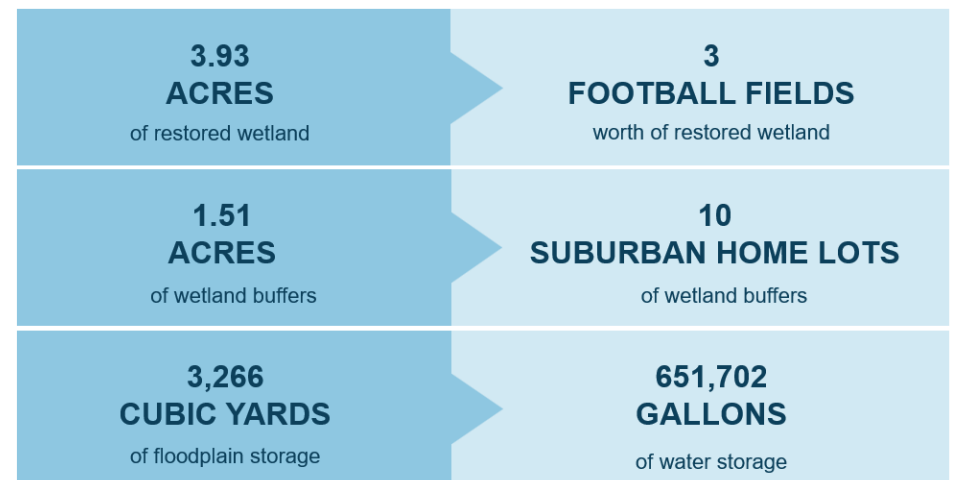 3.93
ACRES
of restored wetland
3
FOOTBALL FIELDS
worth of restored wetland
1.51
ACRES
of wetland buffers
10
SUBURBAN HOME LOTS
of wetland buffers
3,266
CUBIC YARDS
of floodplain storage
651,702
GALLONS
of water storage